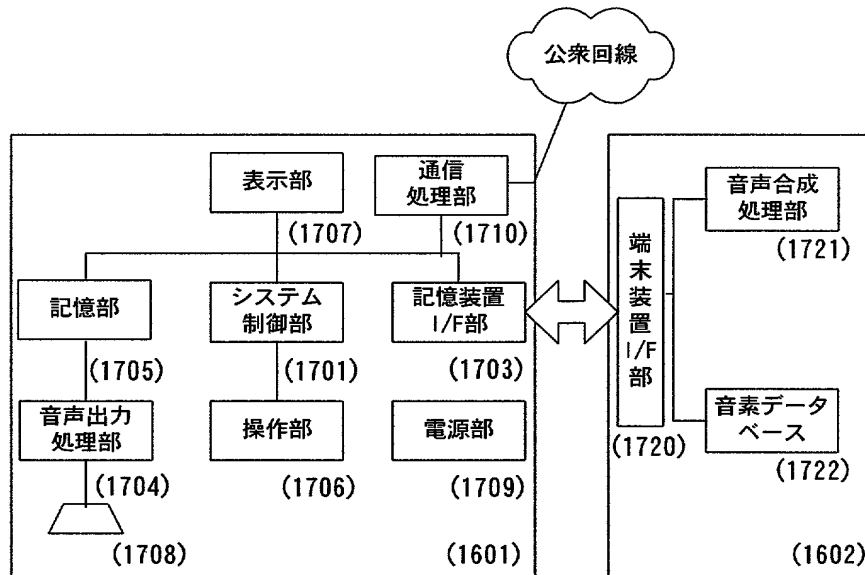 公衆回線
表示部
(1707)
通信
処理部
(1710)
記憶部
(1705)
システム
制御部
(1701)
記憶装置
I/F部
(1703)
音声出力
処理部
(1704)
操作部
(1706)
電源部
(1709)
(1708)
(1601)
端末装置I/F部
(1720)
音声合成
処理部
(1721)
音素データ
ベース
(1722)
(1602)